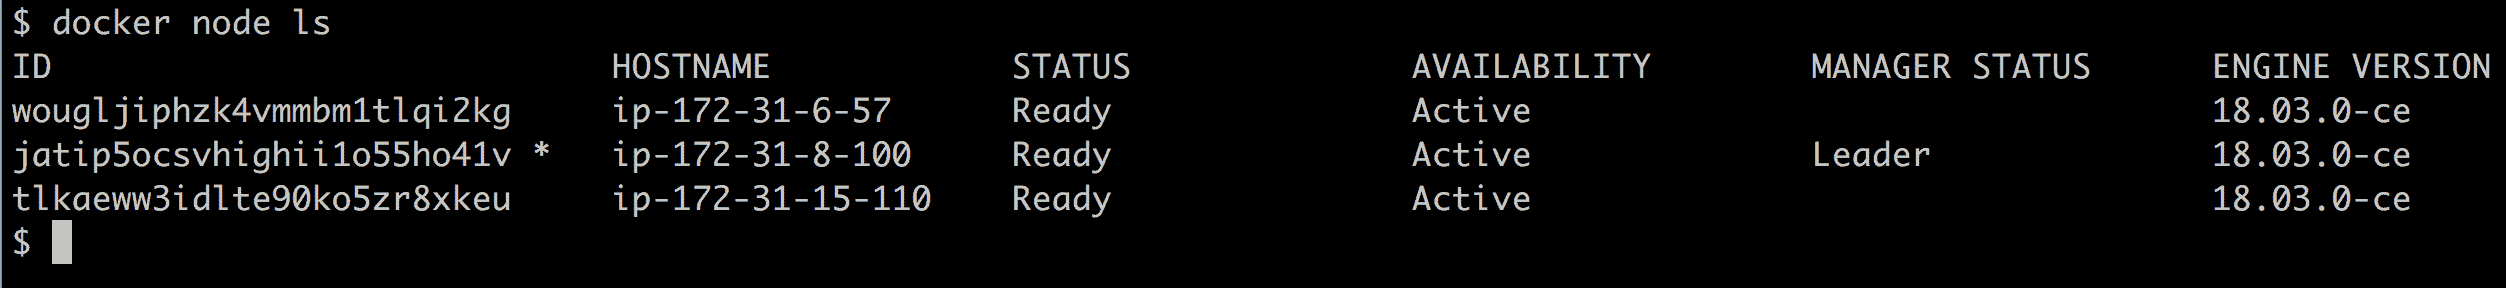 $ docker node ls
ID HOSTNAME STATUS AVAILABILITY MANAGER STATUS ENGINE VERSION
wougljiphzk4vmmbm1tlqi2kg ip-172-31-6-57 Ready Active 18.03.0-ce
jatip5ocsvhighii1o55ho41v * ip-172-31-8-100 Ready Active Leader 18.03.0-ce
tlkaeww3idlte90ko5zr8xkeu ip-172-31-15-110 Ready Active 18.03.0-ce
$